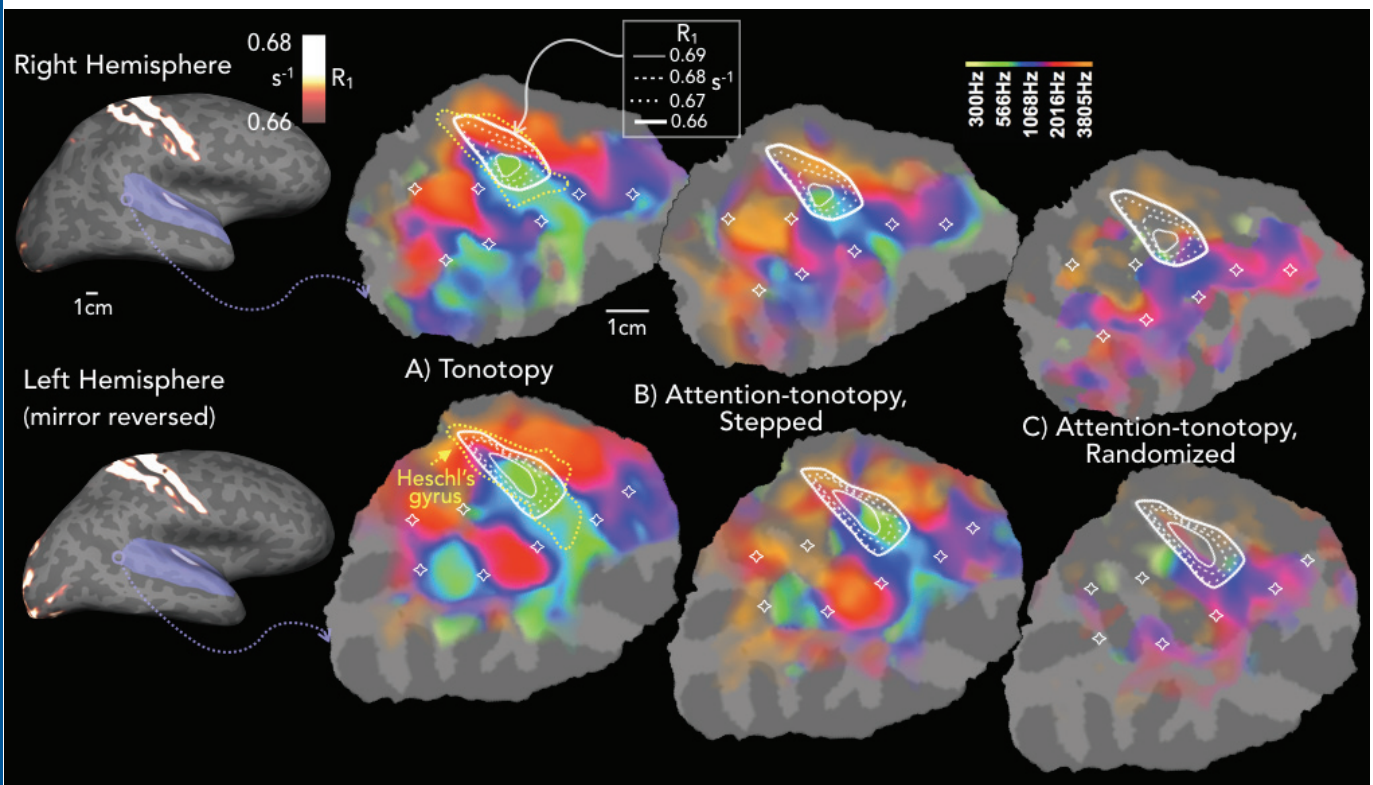 Right Hemisphere
0.68
s⁻¹
R₁
0.66
R₁
0.69
0.68 s⁻¹
0.67
0.66
300Hz
566Hz
1068Hz
2016Hz
3805Hz
1cm
1cm
A) Tonotopy
B) Attention-tonotopy,
Stepped
C) Attention-tonotopy,
Randomized
Left Hemisphere
(mirror reversed)
Heschl's
gyrus